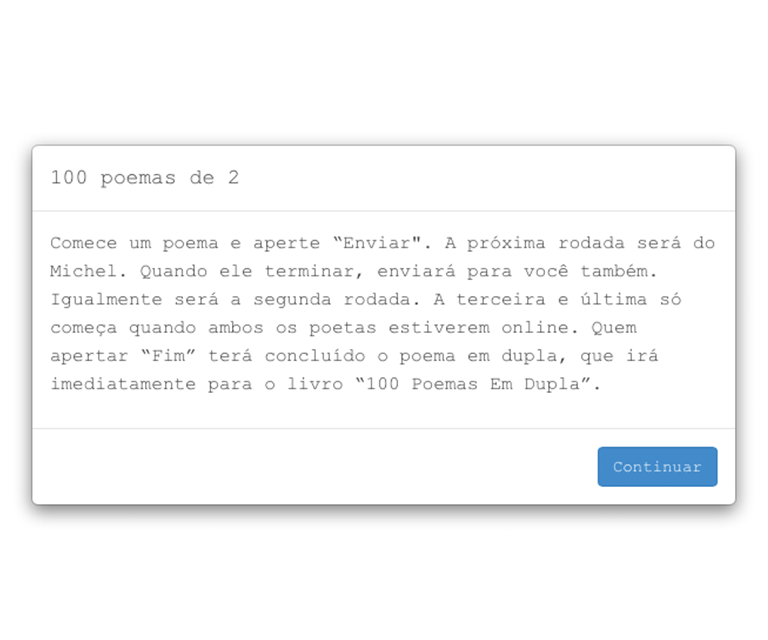 100 poemas de 2
Comece um poema e aperte “Enviar". A próxima rodada será do
Michel. Quando ele terminar, enviará para você também.
Igualmente será a segunda rodada. A terceira e última só
começa quando ambos os poetas estiverem online. Quem
apertar “Fim” terá concluído o poema em dupla, que irá
imediatamente para o livro “100 Poemas Em Dupla”.
Continuar